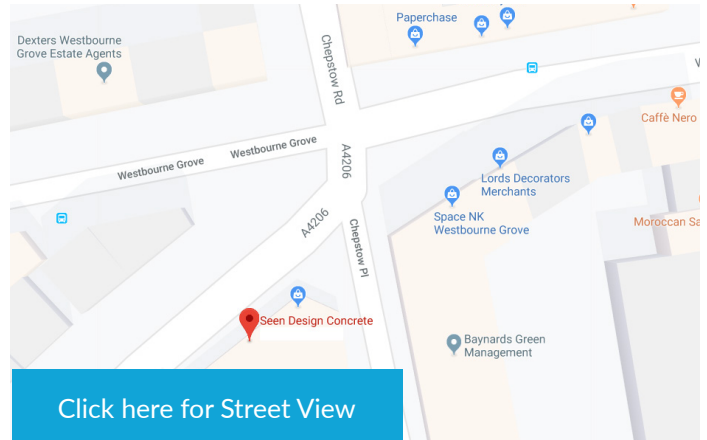 Paperchase
Dexters Westbourne
Grove Estate Agents
Chepstow Rd
W
Caffè Nero
Westbourne Grove
Westbourne Grove
A4206
Lords Decorators
Merchants
Space NK
Westbourne Grove
Moroccan Sa
A4206
Chepstow Pl
Seen Design Concrete
Baynards Green
Management
Click here for Street View